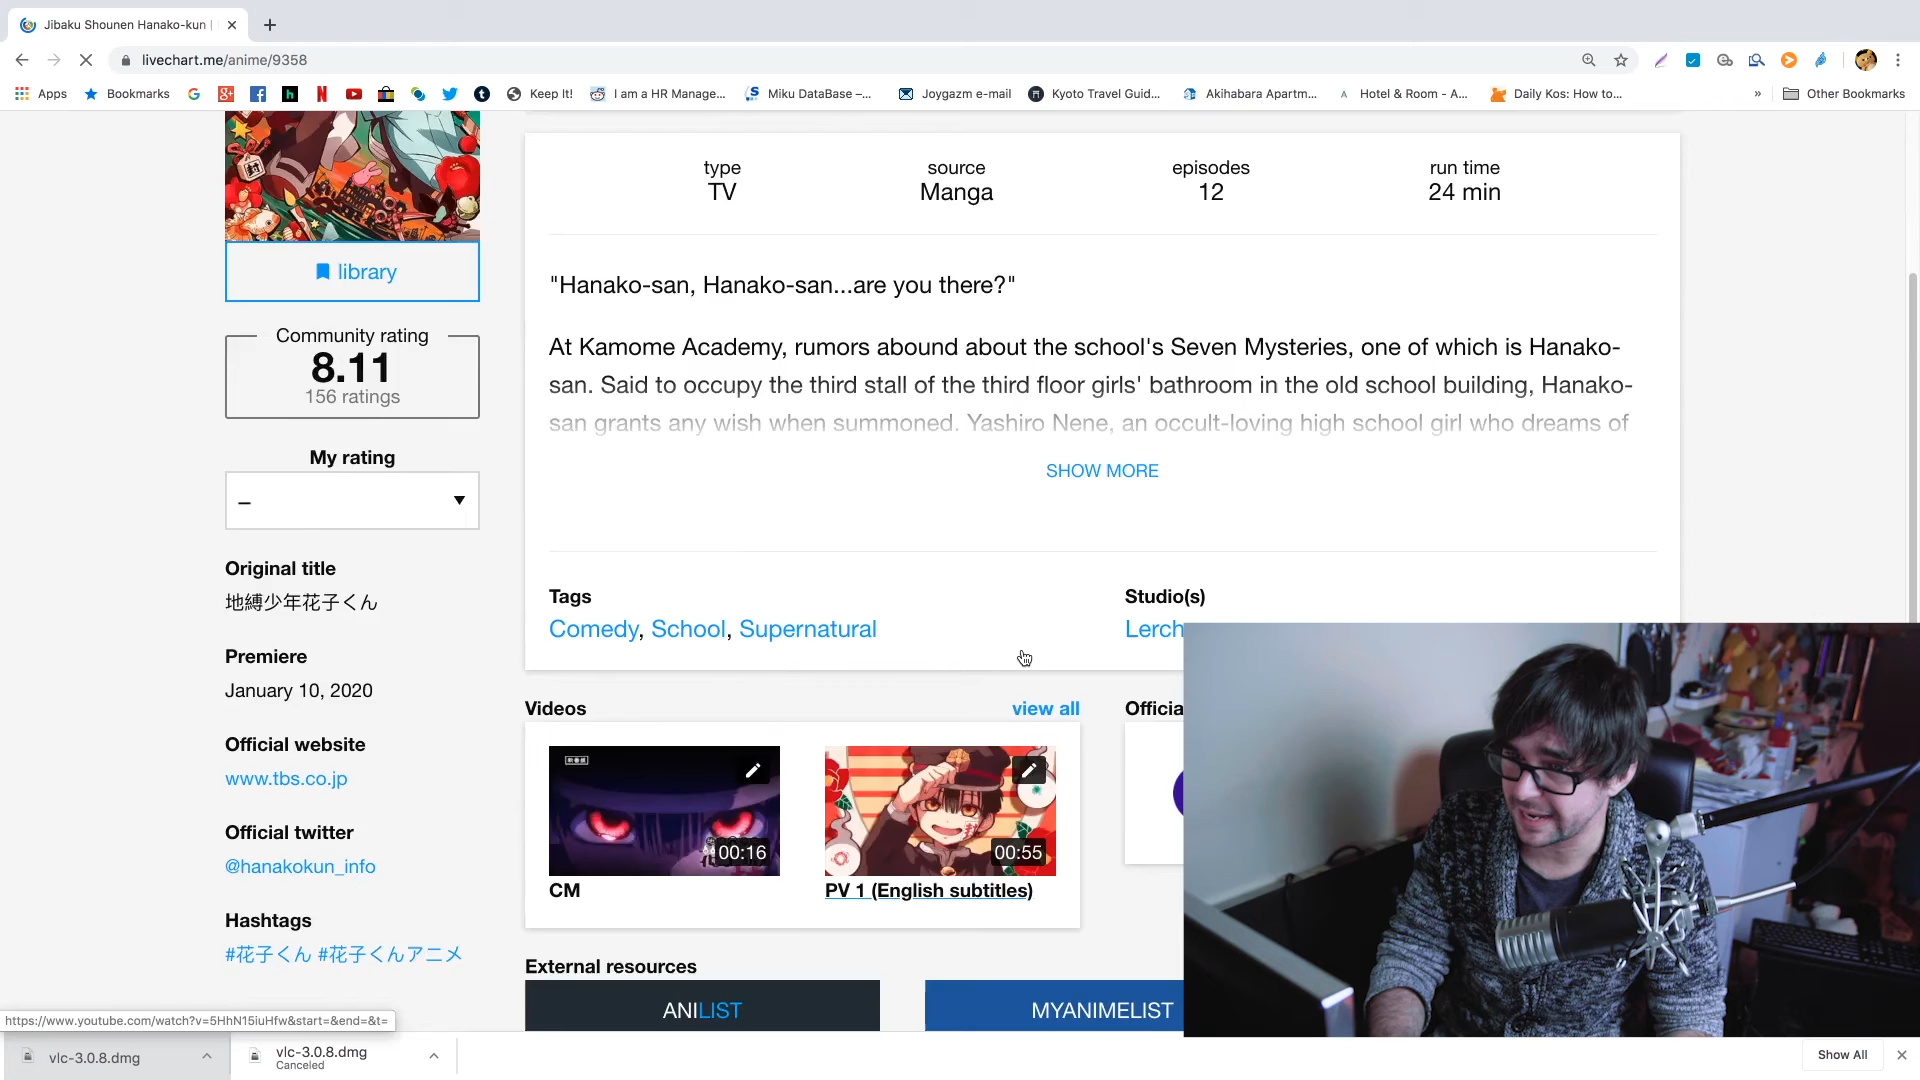 Jibaku Shounen Hanako-kun |
livechart.me/anime/9358
Apps
Bookmarks
Keep It!
I am a HR Manage...
Miku DataBase –...
Joygazm e-mail
Kyoto Travel Guid...
Akihabara Apartm...
Hotel & Room - A...
Daily Kos: How to...
»
Other Bookmarks
library
Community rating
8.11
156 ratings
My rating
–
Original title
地縛少年花子くん
Premiere
January 10, 2020
Official website
www.tbs.co.jp
Official twitter
@hanakokun_info
Hashtags
#花子くん #花子くんアニメ
type
TV
source
Manga
episodes
12
run time
24 min
"Hanako-san, Hanako-san...are you there?"
At Kamome Academy, rumors abound about the school's Seven Mysteries, one of which is Hanako-
san. Said to occupy the third stall of the third floor girls' bathroom in the old school building, Hanako-
san grants any wish when summoned. Yashiro Nene, an occult-loving high school girl who dreams of
SHOW MORE
Tags
Comedy, School, Supernatural
Studio(s)
Lerch
Videos
view all
00:16
CM
00:55
PV 1 (English subtitles)
Officia
External resources
ANILIST
MYANIMELIST
https://www.youtube.com/watch?v=5HhN15iuHfw&start=&end=&t=
vlc-3.0.8.dmg
vlc-3.0.8.dmg
Canceled
Show All